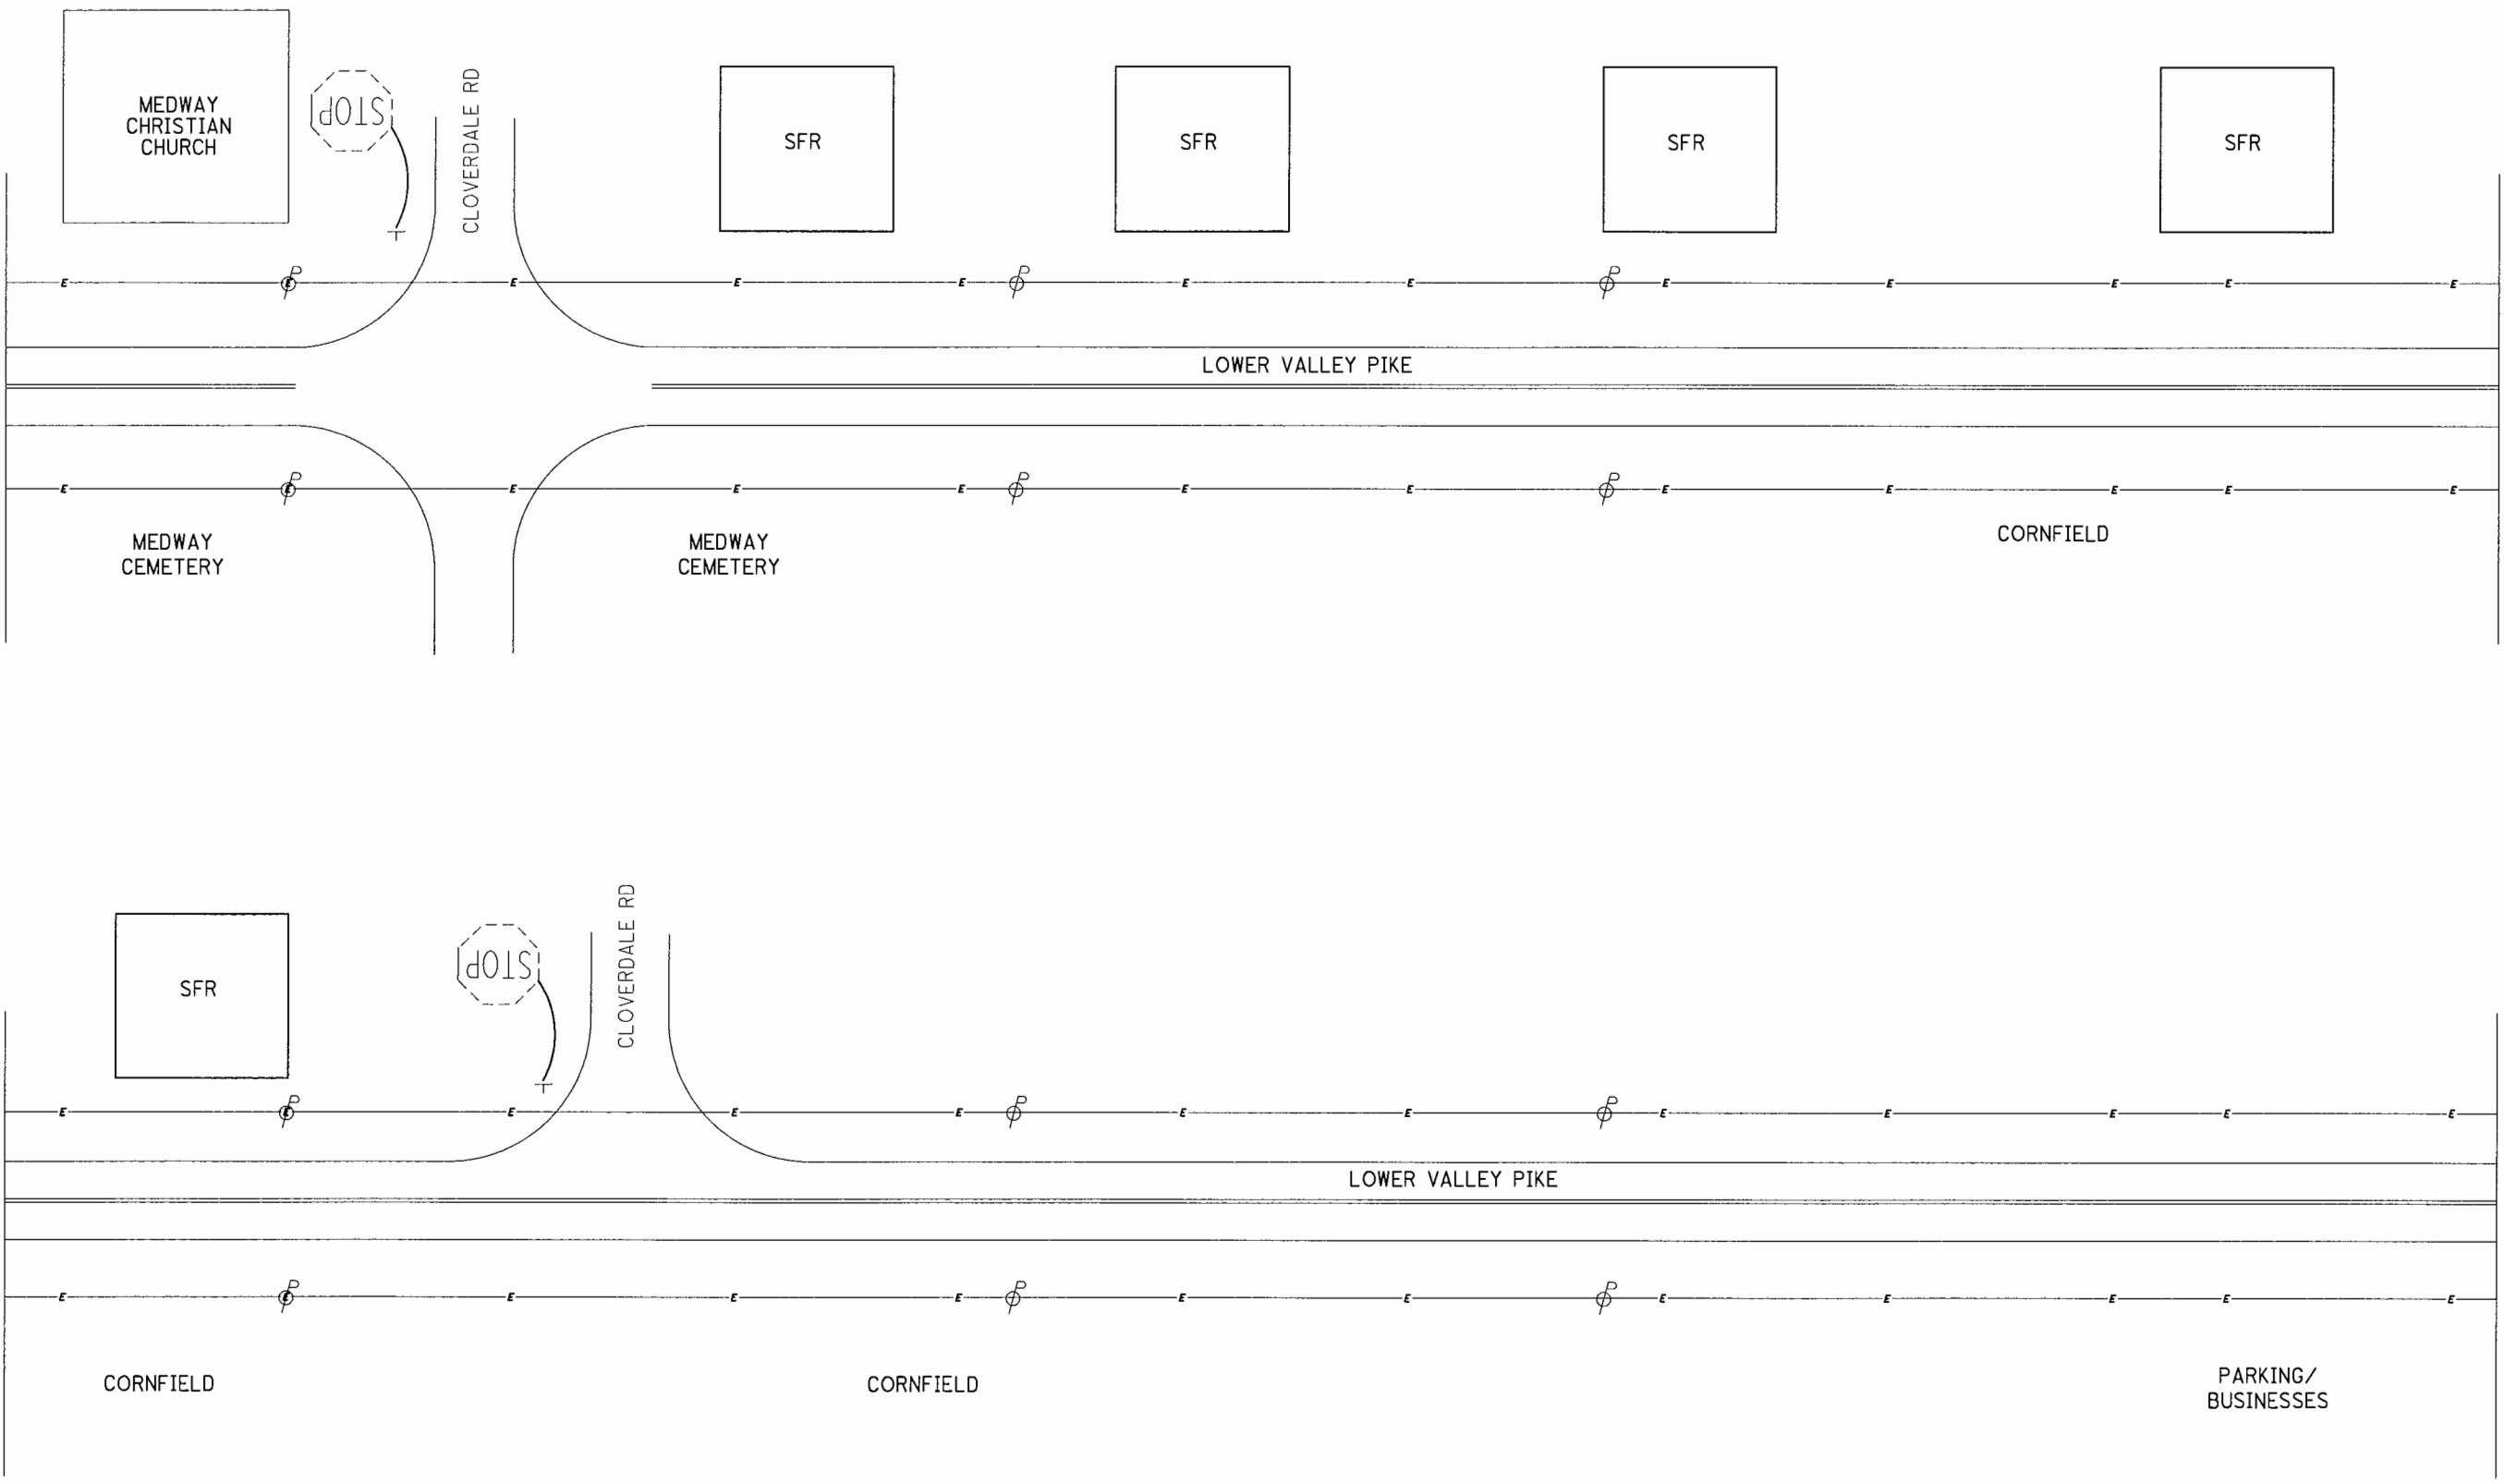 MEDWAY
CHRISTIAN
CHURCH
STOP
CLOVERDALE RD
SFR
SFR
SFR
SFR
E P E E E P E E P E E E E E
LOWER VALLEY PIKE
E P E E E P E E P E E E E E
MEDWAY
CEMETERY
MEDWAY
CEMETERY
CORNFIELD
SFR
STOP
CLOVERDALE RD
E P E E E E P E E P E E E E E
LOWER VALLEY PIKE
E P E E E E P E E P E E E E E
CORNFIELD
CORNFIELD
PARKING/
BUSINESSES